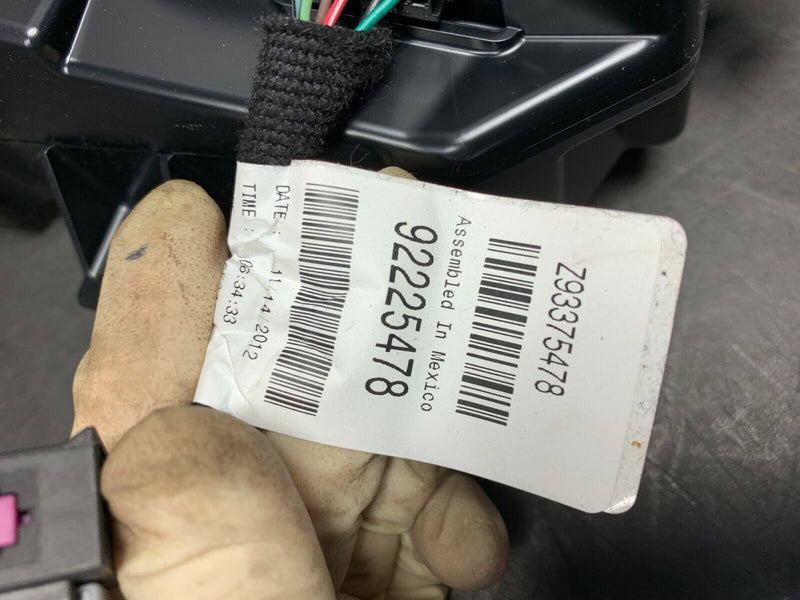 Z93375478
Assembled In Mexico
92225478
DATE 11/14/2012
TIME: 06:34:33